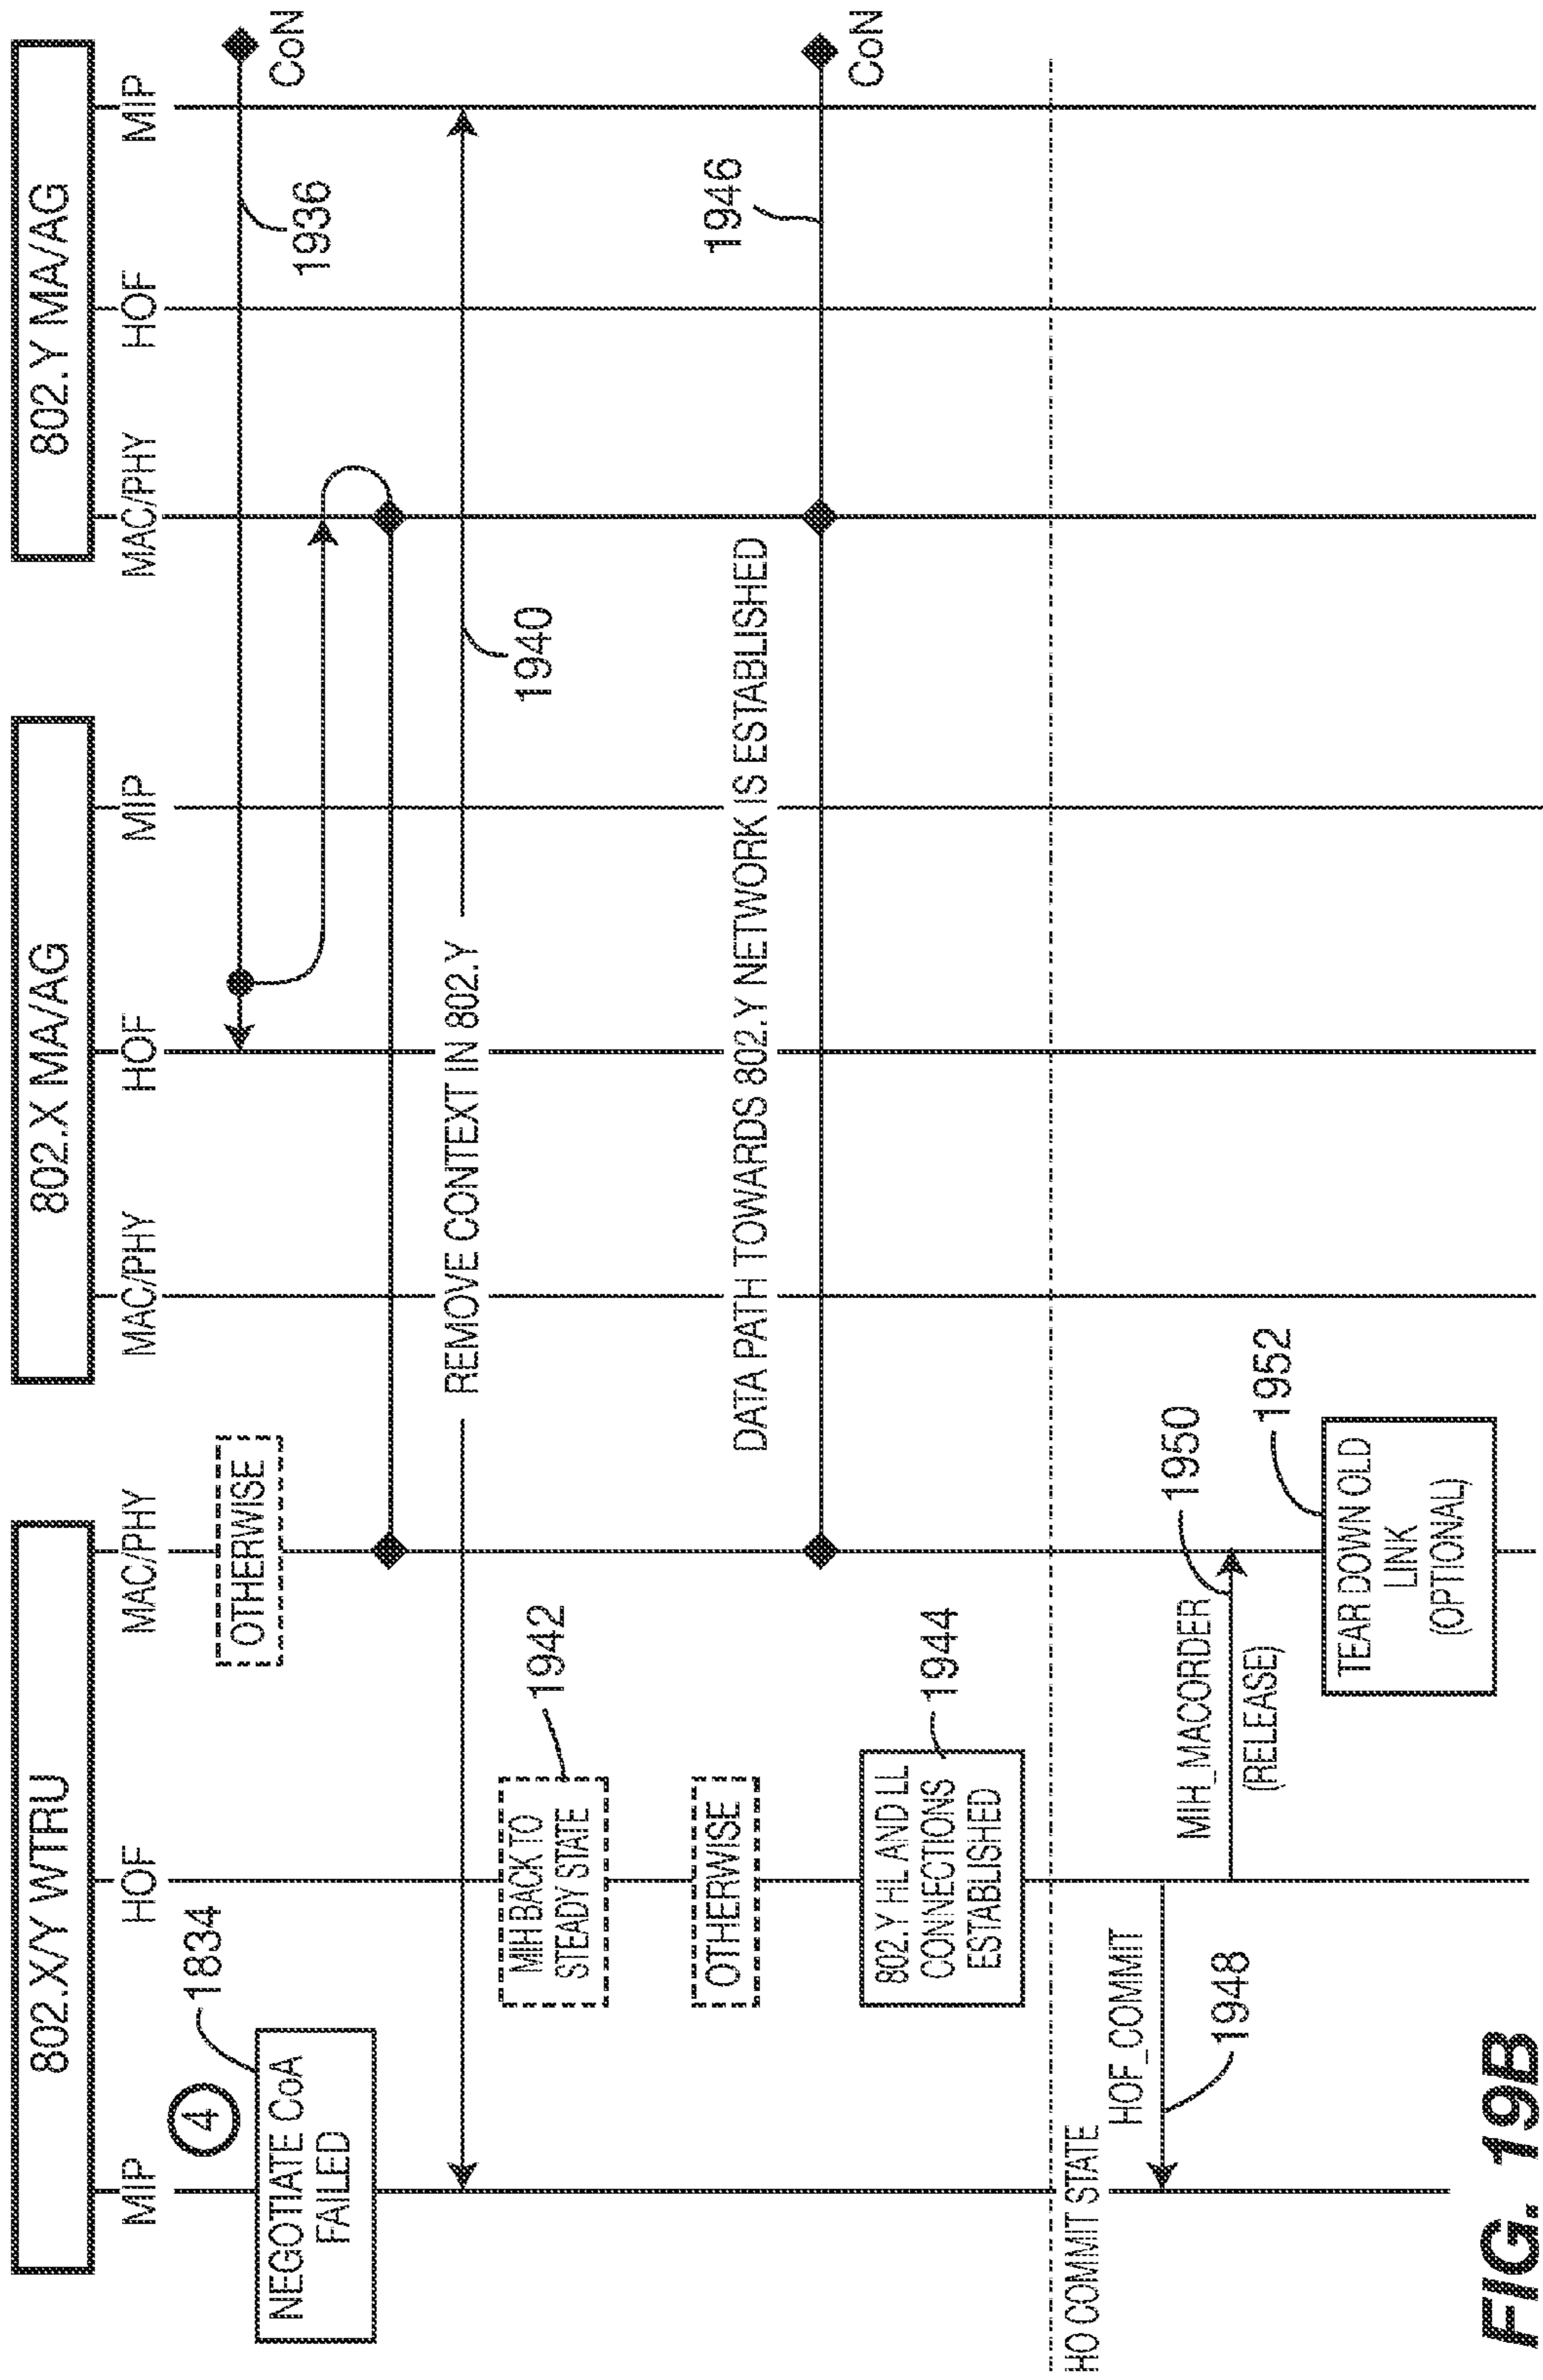 802.X/Y WTRU
802.X MA/AG
802.Y MA/AG
MIP
HOF
MAC/PHY
MAC/PHY
HOF
MIP
MAC/PHY
HOF
MIP
4
1834
NEGOTIATE CoA
FAILED
OTHERWISE
CoN
1936
REMOVE CONTEXT IN 802.Y
1940
MIH BACK TO
STEADY STATE
1942
OTHERWISE
DATA PATH TOWARDS 802.Y NETWORK IS ESTABLISHED
1946
CoN
802.Y HL AND LL
CONNECTIONS
ESTABLISHED
1944
HO COMMIT STATE
HOF_COMMIT
1948
MIH_MACORDER
(RELEASE)
1950
1952
TEAR DOWN OLD
LINK
(OPTIONAL)
FIG. 19B